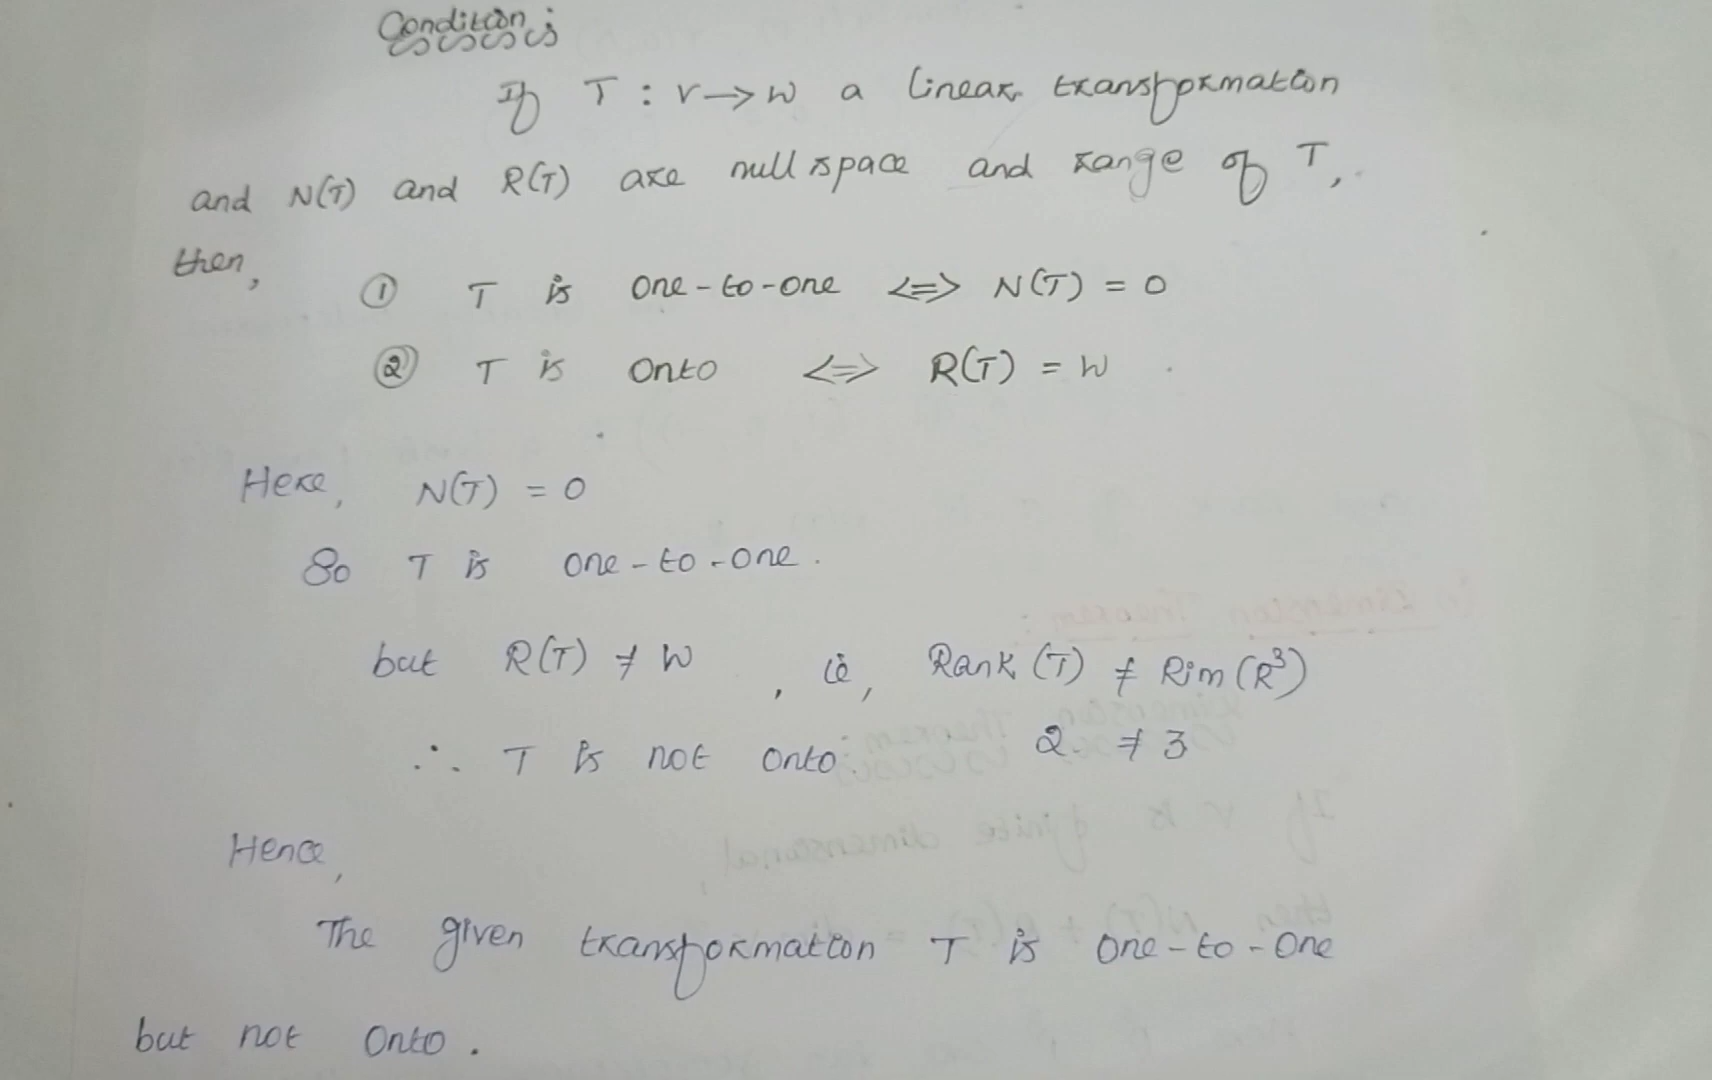 Condition:
If T : V → W a linear transformation
and N(T) and R(T) are null space and range of T,
then,
① T is one-to-one <=> N(T) = 0
② T is onto <=> R(T) = W.
Here, N(T) = 0
So T is one-to-one.
but R(T) ≠ W, ie, Rank (T) ≠ Rim (R³)
∴ T is not onto. 2 ≠ 3
Hence,
The given transformation T is one-to-one
but not onto.